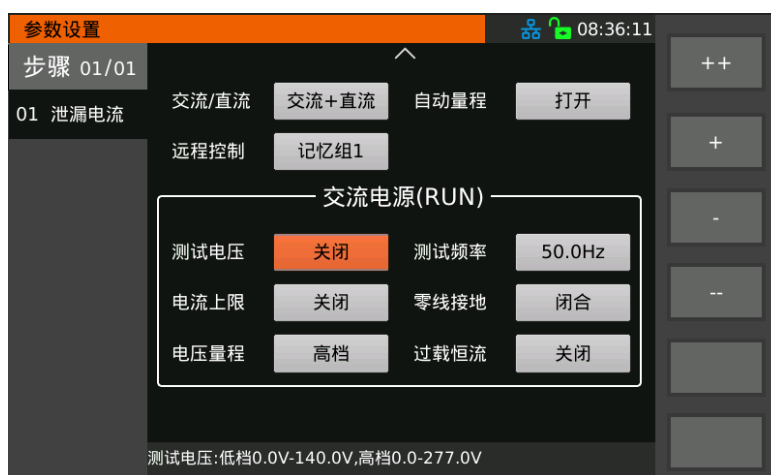 参数设置 08:36:11
步骤 01/01
01 泄漏电流
交流/直流 交流+直流 自动量程 打开
远程控制 记忆组1
交流电源(RUN)
测试电压 关闭 测试频率 50.0Hz
电流上限 关闭 零线接地 闭合
电压量程 高档 过载恒流 关闭
测试电压:低档0.0V-140.0V,高档0.0-277.0V
++
+
-
--